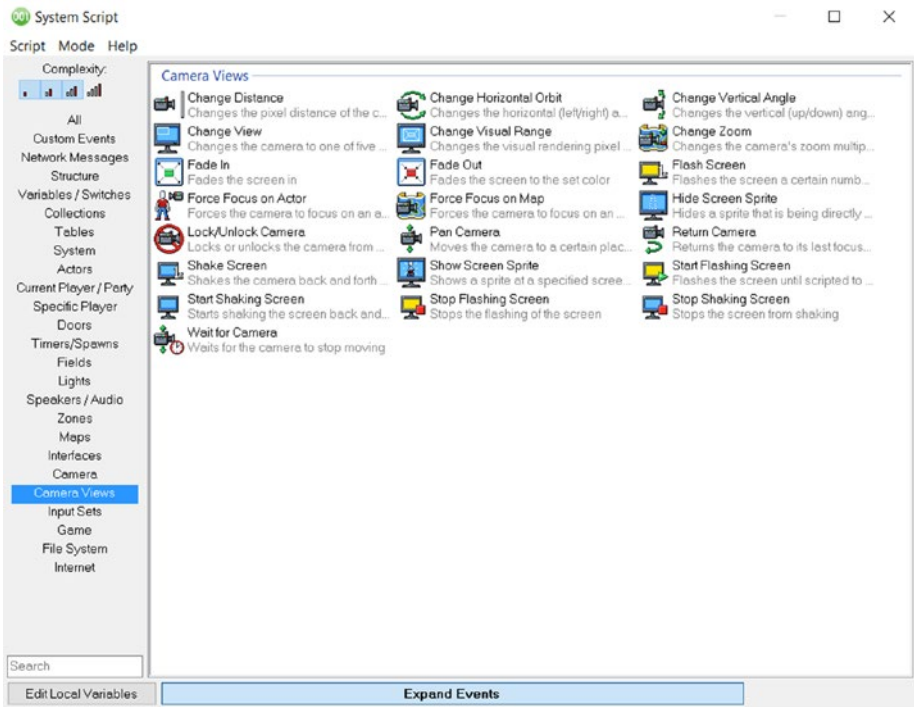 001 System Script
Script Mode Help
Complexity:
All
Custom Events
Network Messages
Structure
Variables / Switches
Collections
Tables
System
Actors
Current Player / Party
Specific Player
Doors
Timers/Spawns
Fields
Lights
Speakers / Audio
Zones
Maps
Interfaces
Camera
Camera Views
Input Sets
Game
File System
Internet
Search
Edit Local Variables
Camera Views
Change Distance
Changes the pixel distance of the c...
Change Horizontal Orbit
Changes the horizontal (left/right) a...
Change Vertical Angle
Changes the vertical (up/down) ang...
Change View
Changes the camera to one of five ...
Change Visual Range
Changes the visual rendering pixel ...
Change Zoom
Changes the camera's zoom multip...
Fade In
Fades the screen in
Fade Out
Fades the screen to the set color
Flash Screen
Flashes the screen a certain numb...
Force Focus on Actor
Forces the camera to focus on an a...
Force Focus on Map
Forces the camera to focus on an ...
Hide Screen Sprite
Hides a sprite that is being directly ...
Lock/Unlock Camera
Locks or unlocks the camera from ...
Pan Camera
Moves the camera to a certain plac...
Return Camera
Returns the camera to its last focus...
Shake Screen
Shakes the camera back and forth ...
Show Screen Sprite
Shows a sprite at a specified scree...
Start Flashing Screen
Flashes the screen until scripted to ...
Start Shaking Screen
Starts shaking the screen back and...
Stop Flashing Screen
Stops the flashing of the screen
Stop Shaking Screen
Stops the screen from shaking
Wait for Camera
Waits for the camera to stop moving
Expand Events